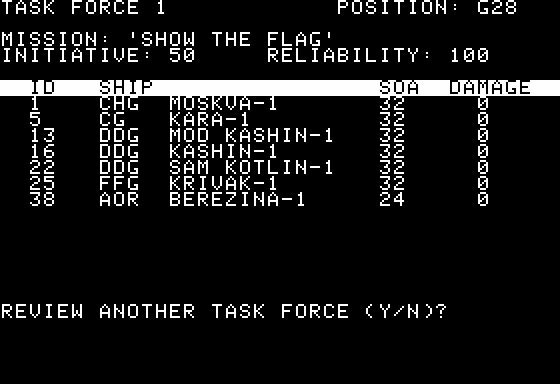 TASK FORCE 1 POSITION: G28
MISSION: 'SHOW THE FLAG'
INITIATIVE: 50 RELIABILITY: 100
ID SHIP SOA DAMAGE
1 CHG MOSKVA-1 32 0
5 CG KARA-1 32 0
13 DDG MOD KASHIN-1 32 0
16 DDG KASHIN-1 32 0
22 DDG SAM KOTLIN-1 32 0
25 FFG KRIVAK-1 32 0
38 AOR BEREZINA-1 24 0
REVIEW ANOTHER TASK FORCE (Y/N)?